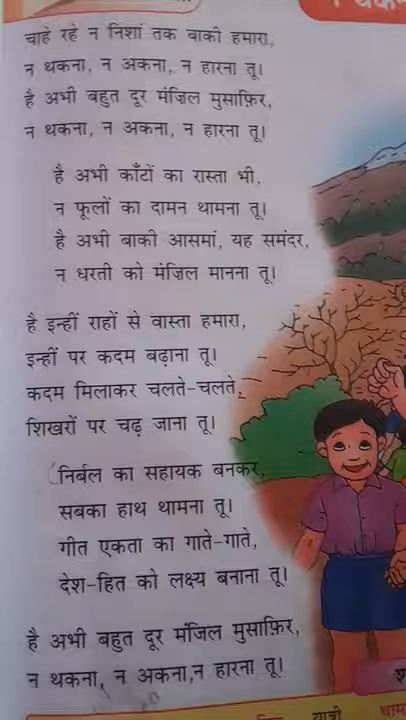 चाहे रहे न निशां तक बाकी हमारा,
न थकना, न अकना, न हारना तू।
है अभी बहुत दूर मंज़िल मुसाफ़िर,
न थकना, न अकना, न हारना तू।
है अभी काँटों का रास्ता भी,
न फूलों का दामन थामना तू।
है अभी बाकी आसमां, यह समंदर,
न धरती को मंज़िल मानना तू।
है इन्हीं राहों से वास्ता हमारा,
इन्हीं पर कदम बढ़ाना तू।
कदम मिलाकर चलते-चलते,
शिखरों पर चढ़ जाना तू।
निर्बल का सहायक बनकर,
सबका हाथ थामना तू।
गीत एकता का गाते-गाते,
देश-हित को लक्ष्य बनाना तू।
है अभी बहुत दूर मंज़िल मुसाफ़िर,
न थकना, न अकना,न हारना तू।
यात्री